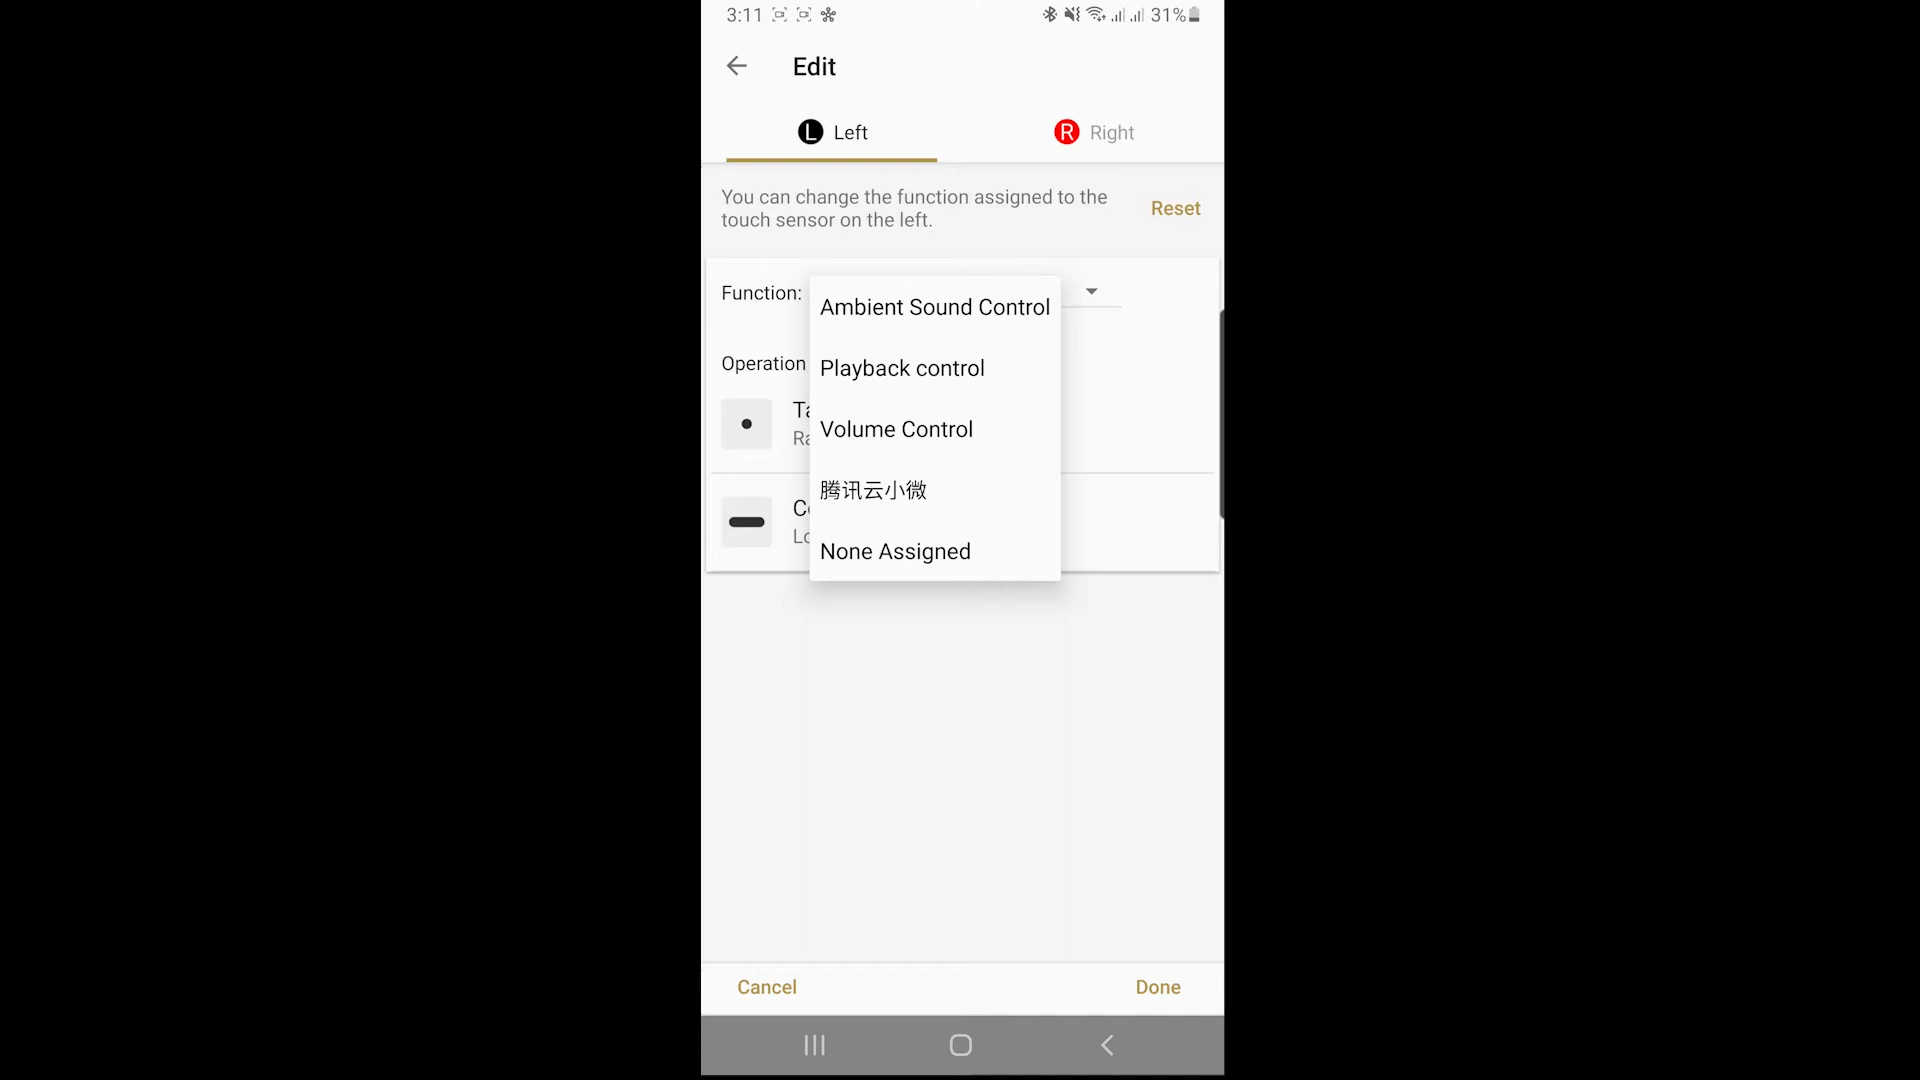 3:11
31%
Edit
L Left
R Right
You can change the function assigned to the
touch sensor on the left.
Reset
Function:
Ambient Sound Control
Operation
Playback control
Volume Control
腾讯云小微
None Assigned
Cancel
Done